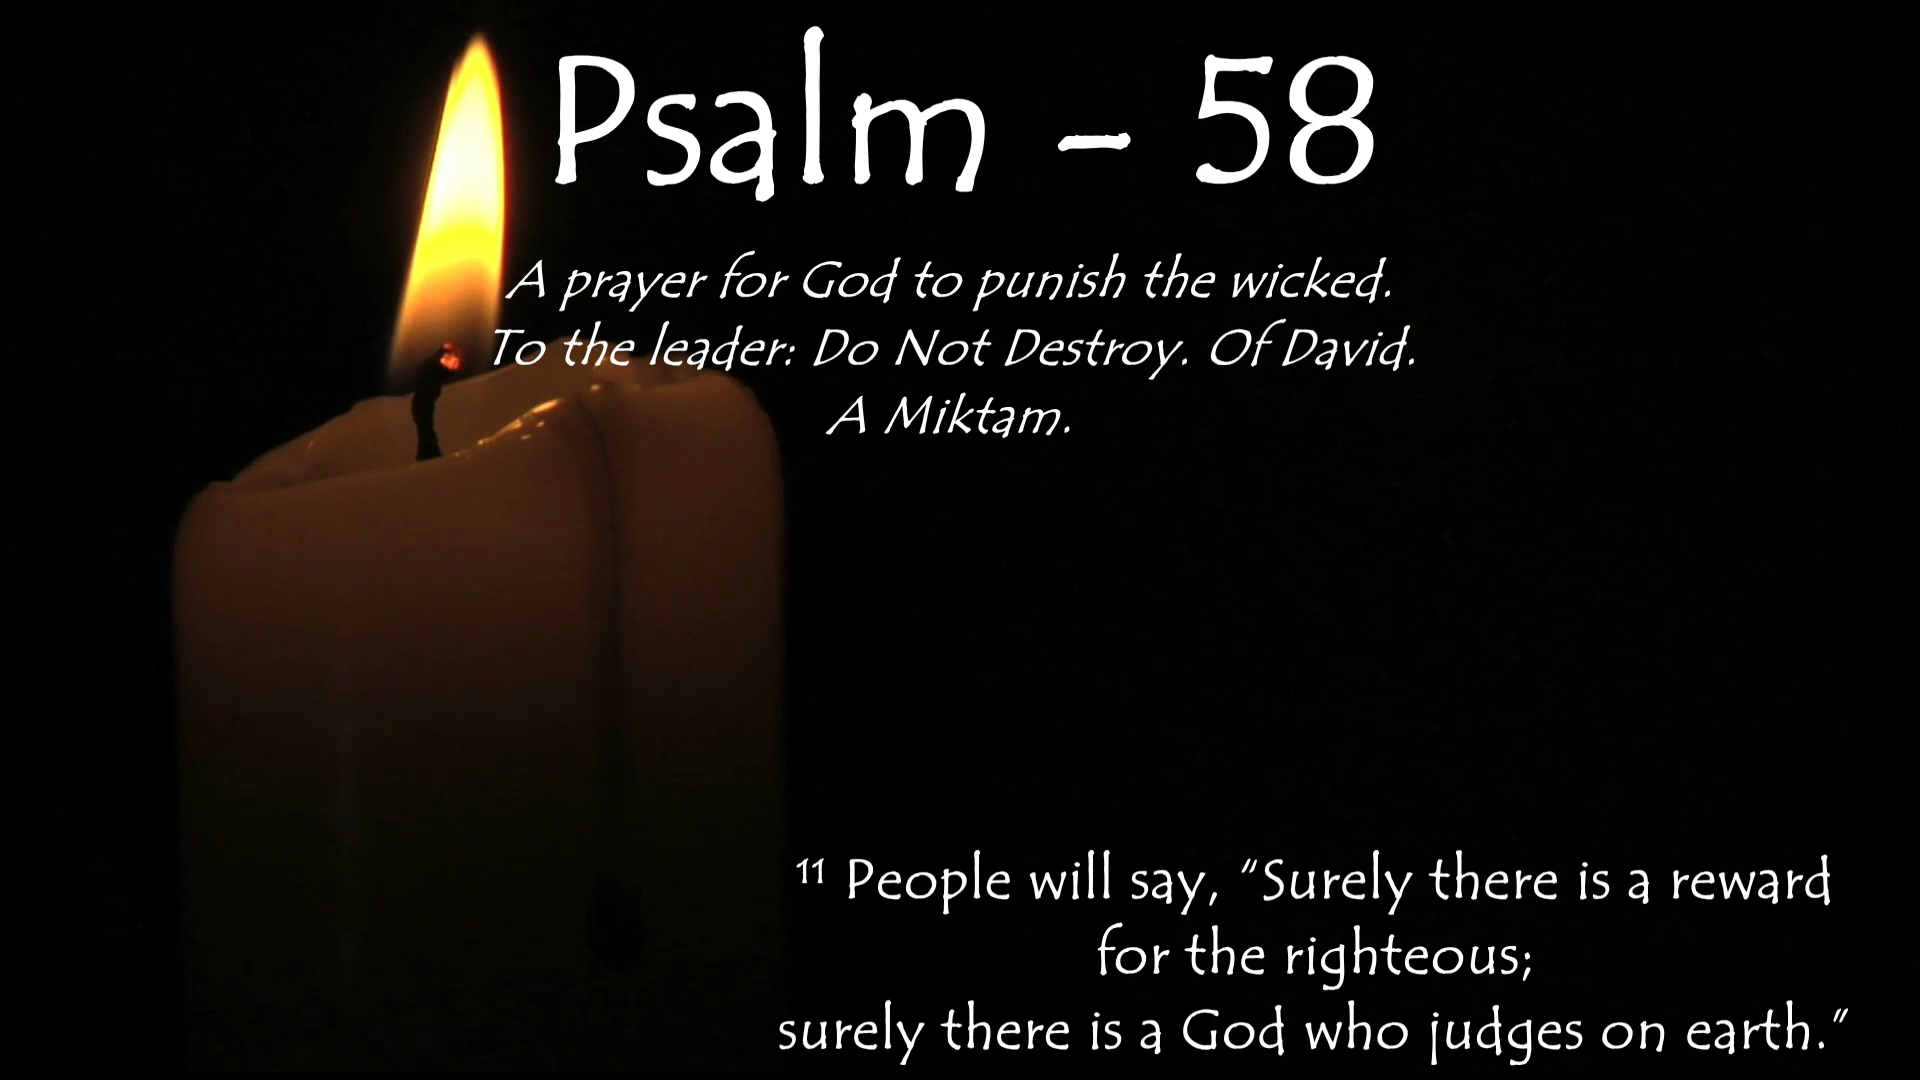 Psalm – 58
A prayer for God to punish the wicked.
To the leader: Do Not Destroy. Of David.
A Miktam.
¹¹ People will say, “Surely there is a reward
for the righteous;
surely there is a God who judges on earth.”